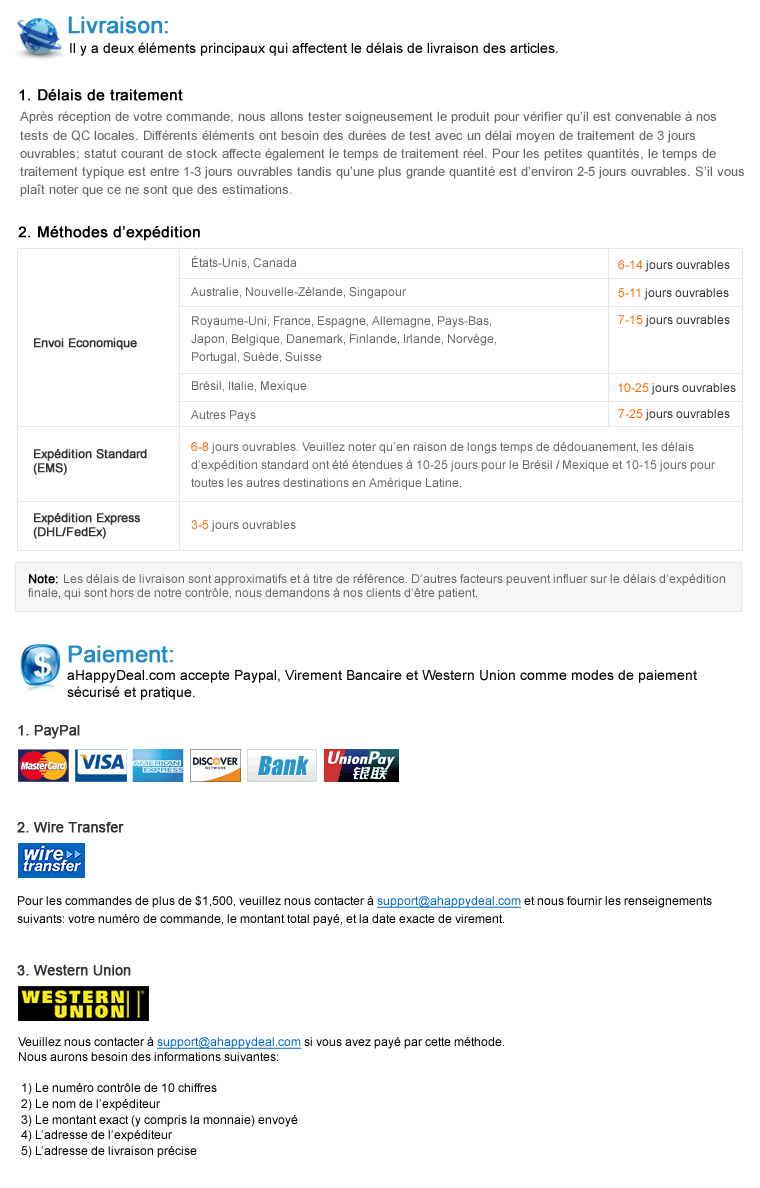 Livraison:
Il y a deux éléments principaux qui affectent le délais de livraison des articles.
1. Délais de traitement
Après réception de votre commande, nous allons tester soigneusement le produit pour vérifier qu'il est convenable à nos
tests de QC locales. Différents éléments ont besoin des durées de test avec un délai moyen de traitement de 3 jours
ouvrables; statut courant de stock affecte également le temps de traitement réel. Pour les petites quantités, le temps de
traitement typique est entre 1-3 jours ouvrables tandis qu'une plus grande quantité est d'environ 2-5 jours ouvrables. S'il vous
plaît noter que ce ne sont que des estimations.
2. Méthodes d'expédition
Envoi Economique
États-Unis, Canada
6-14 jours ouvrables
Australie, Nouvelle-Zélande, Singapour
5-11 jours ouvrables
Royaume-Uni, France, Espagne, Allemagne, Pays-Bas,
Japon, Belgique, Danemark, Finlande, Irlande, Norvège,
Portugal, Suède, Suisse
7-15 jours ouvrables
Brésil, Italie, Mexique
10-25 jours ouvrables
Autres Pays
7-25 jours ouvrables
Expédition Standard
(EMS)
6-8 jours ouvrables. Veuillez noter qu'en raison de longs temps de dédouanement, les délais
d'expédition standard ont été étendues à 10-25 jours pour le Brésil / Mexique et 10-15 jours pour
toutes les autres destinations en Amérique Latine.
Expédition Express
(DHL/FedEx)
3-5 jours ouvrables
Note: Les délais de livraison sont approximatifs et à titre de référence. D'autres facteurs peuvent influer sur le délais d'expédition
finale, qui sont hors de notre contrôle, nous demandons à nos clients d'être patient.
$
Paiement:
aHappyDeal.com accepte Paypal, Virement Bancaire et Western Union comme modes de paiement
sécurisé et pratique.
1. PayPal
MasterCard
VISA
AMERICAN EXPRESS
DISCOVER NETWORK
Bank
UnionPay 银联
2. Wire Transfer
wire transfer
Pour les commandes de plus de $1,500, veuillez nous contacter à support@ahappydeal.com et nous fournir les renseignements
suivants: votre numéro de commande, le montant total payé, et la date exacte de virement.
3. Western Union
WESTERN UNION
Veuillez nous contacter à support@ahappydeal.com si vous avez payé par cette méthode.
Nous aurons besoin des informations suivantes:
1) Le numéro contrôle de 10 chiffres
2) Le nom de l'expéditeur
3) Le montant exact (y compris la monnaie) envoyé
4) L'adresse de l'expéditeur
5) L'adresse de livraison précise